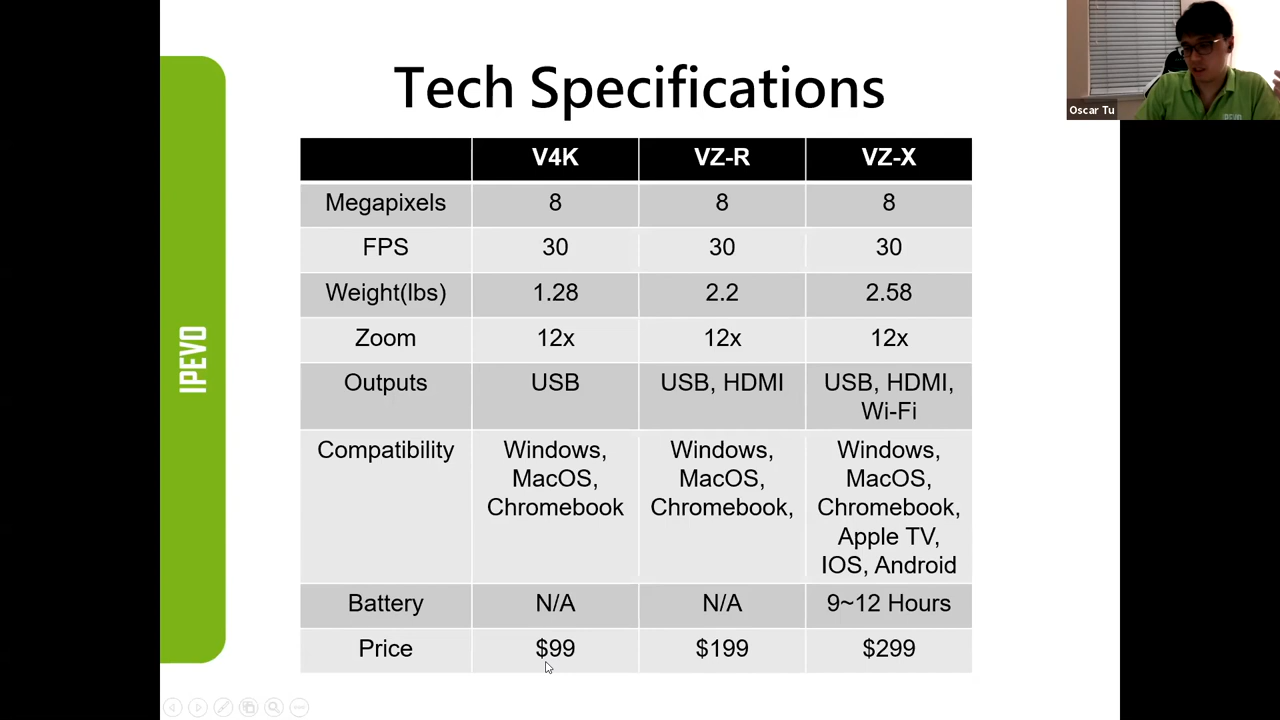 Tech Specifications
V4K VZ-R VZ-X
Megapixels 8 8 8
FPS 30 30 30
Weight(lbs) 1.28 2.2 2.58
Zoom 12x 12x 12x
Outputs USB USB, HDMI USB, HDMI,
Wi-Fi
Compatibility Windows, Windows, Windows,
MacOS, MacOS, MacOS,
Chromebook Chromebook, Chromebook,
Apple TV,
IOS, Android
Battery N/A N/A 9~12 Hours
Price $99 $199 $299
IPEVO
Oscar Tu
IPEVO